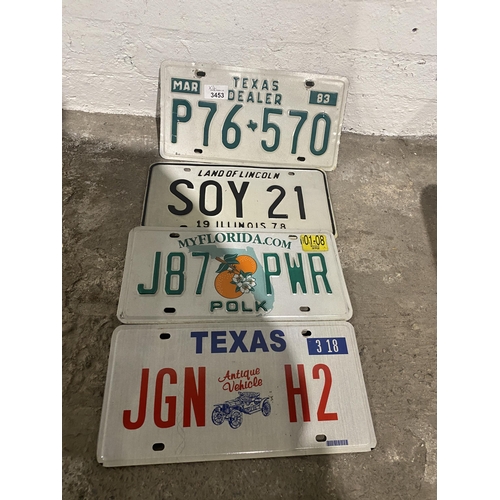 TEXAS
MAR 3453 DEALER 83
P76 570
LAND OF LINCOLN
SOY 21
19 ILLINOIS 78
MYFLORIDA.COM 01-08
J87 PWR
POLK
TEXAS 3 18
Antique
Vehicle
JGN H2